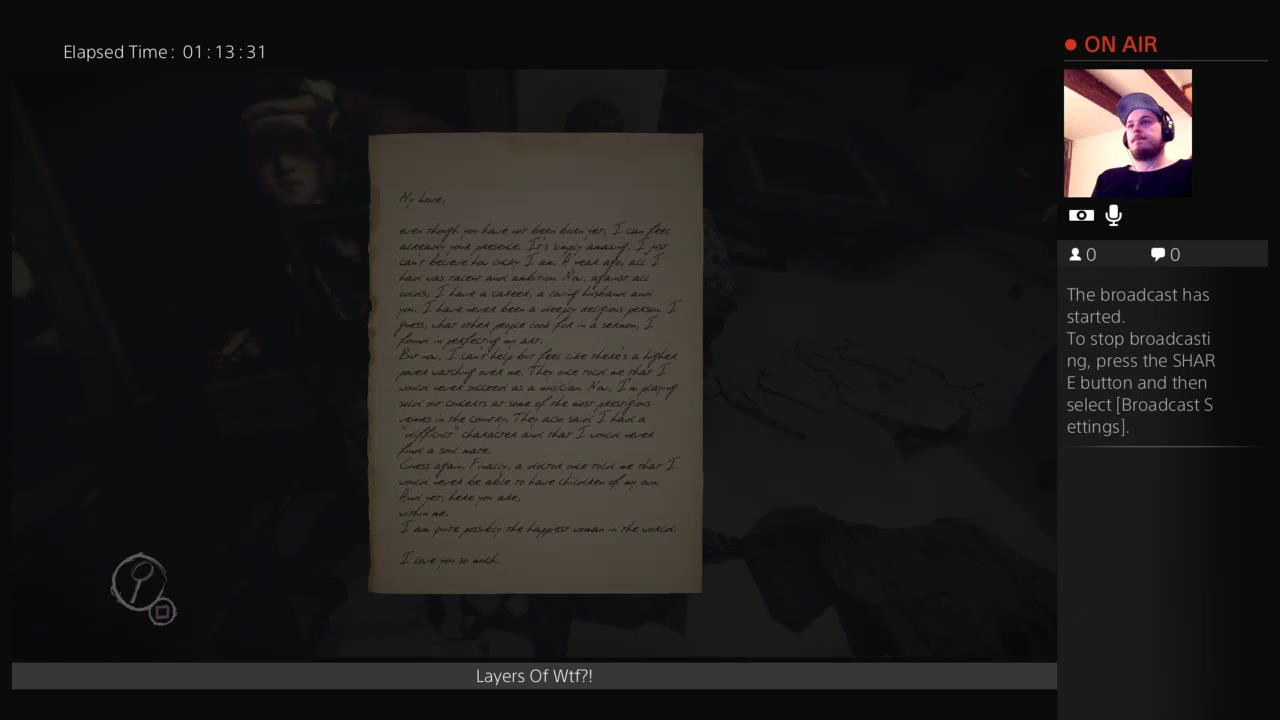 Elapsed Time: 01:13:31
ON AIR
0
0
The broadcast has
started.
To stop broadcasti
ng, press the SHAR
E button and then
select [Broadcast S
ettings].
My Love,
even though you have not been born yet, I can feel
already your presence. It's simply amazing. I just
can't believe how lucky I am. A year ago, all I
had was talent and ambition. Now, against all
odds, I have a career, a loving husband and
you. I have never been a deeply religious person. I
guess, what other people look for in a sermon, I
found in perfecting my art.
But now, I can't help but feel like there's a higher
power watching over me. They once told me that I
would never succeed as a musician. Now, I'm playing
sold out concerts at some of the most prestigious
venues in the country. They also said I had a
"difficult" character and that I would never
find a soul mate.
Guess again. Finally, a doctor once told me that I
would never be able to have children of my own.
And yet, here you are,
within me.
I am quite possibly the happiest woman in the world.
I love you so much.
Layers Of Wtf?!